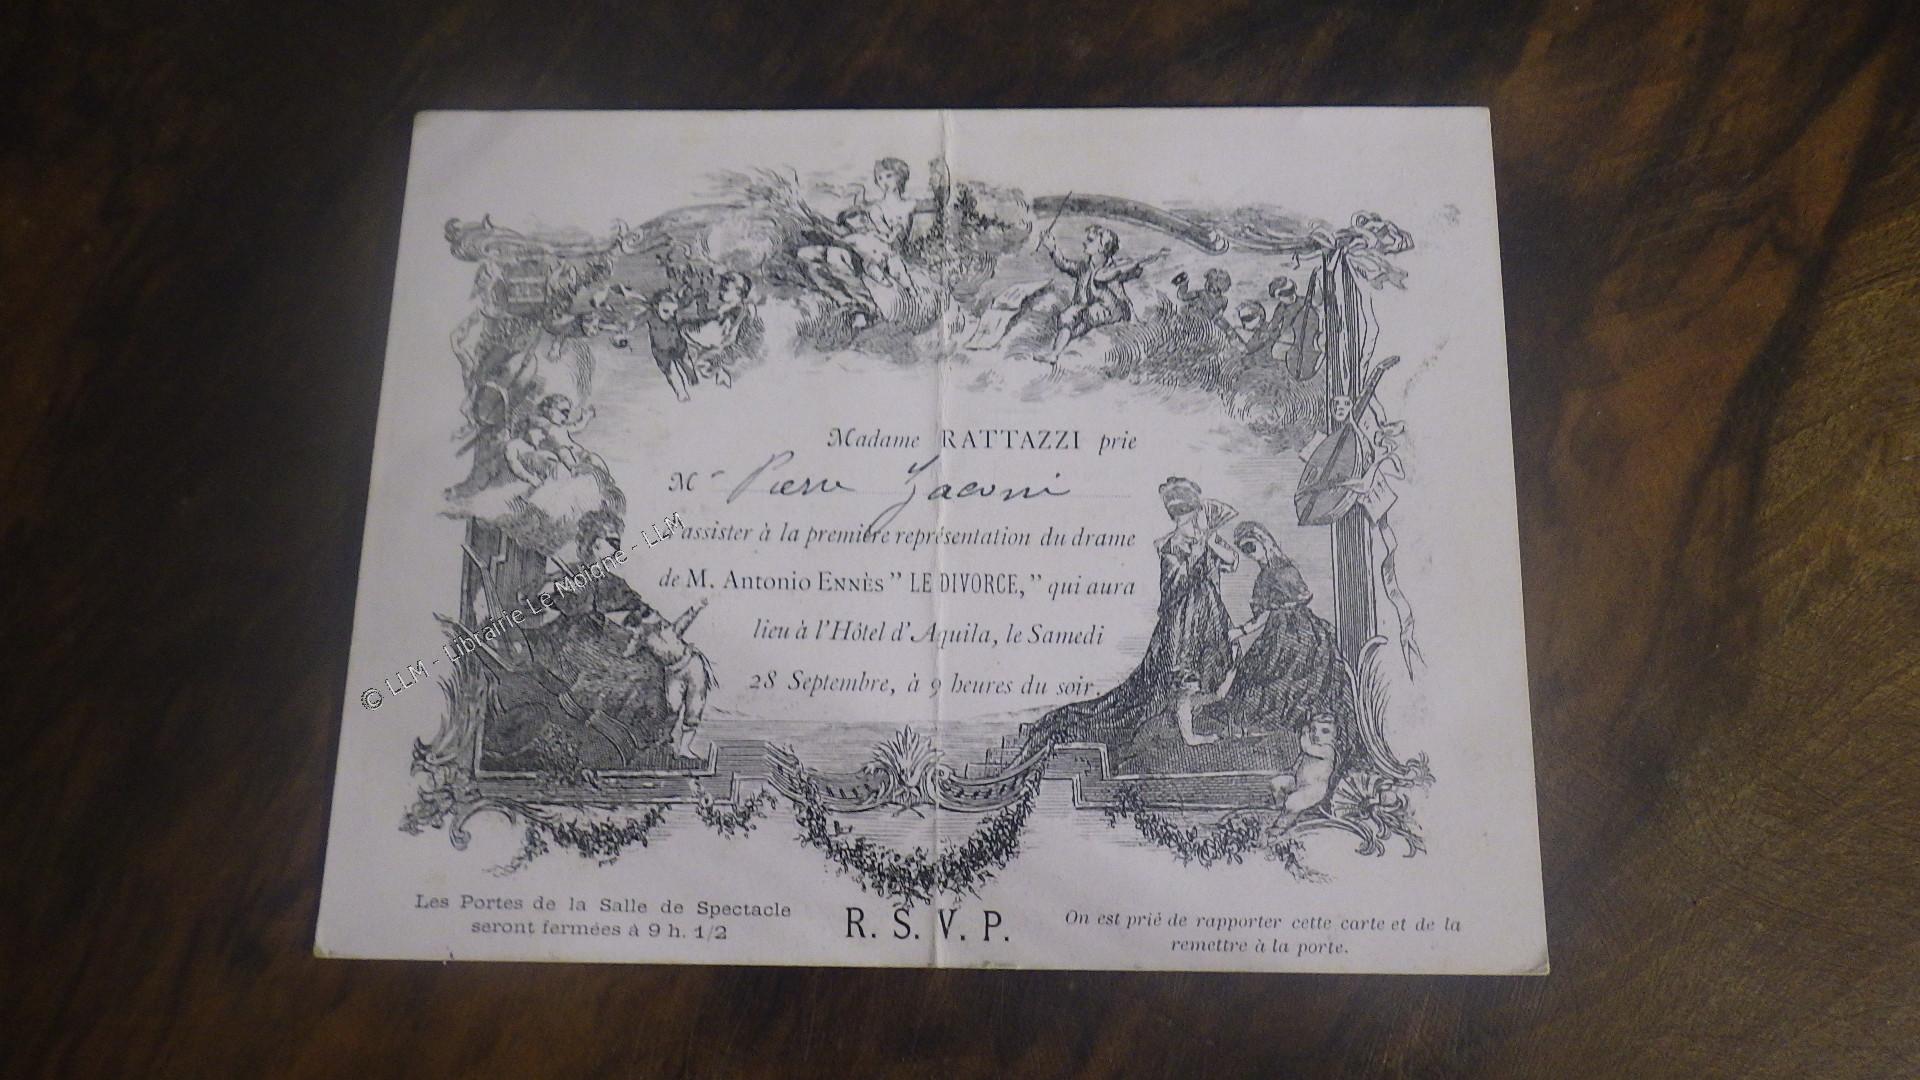 Madame RATTAZZI prie
Mr Pierre Zaconi
d'assister à la première représentation du drame
de M. Antonio ENNÈS " LE DIVORCE, " qui aura
lieu à l'Hôtel d'Aquila, le Samedi
28 Septembre, à 9 heures du soir.
Les Portes de la Salle de Spectacle
seront fermées à 9 h. 1/2
R. S. V. P.
On est prié de rapporter cette carte et de la
remettre à la porte.
© LLM - Librairie Le Moigne - LLM